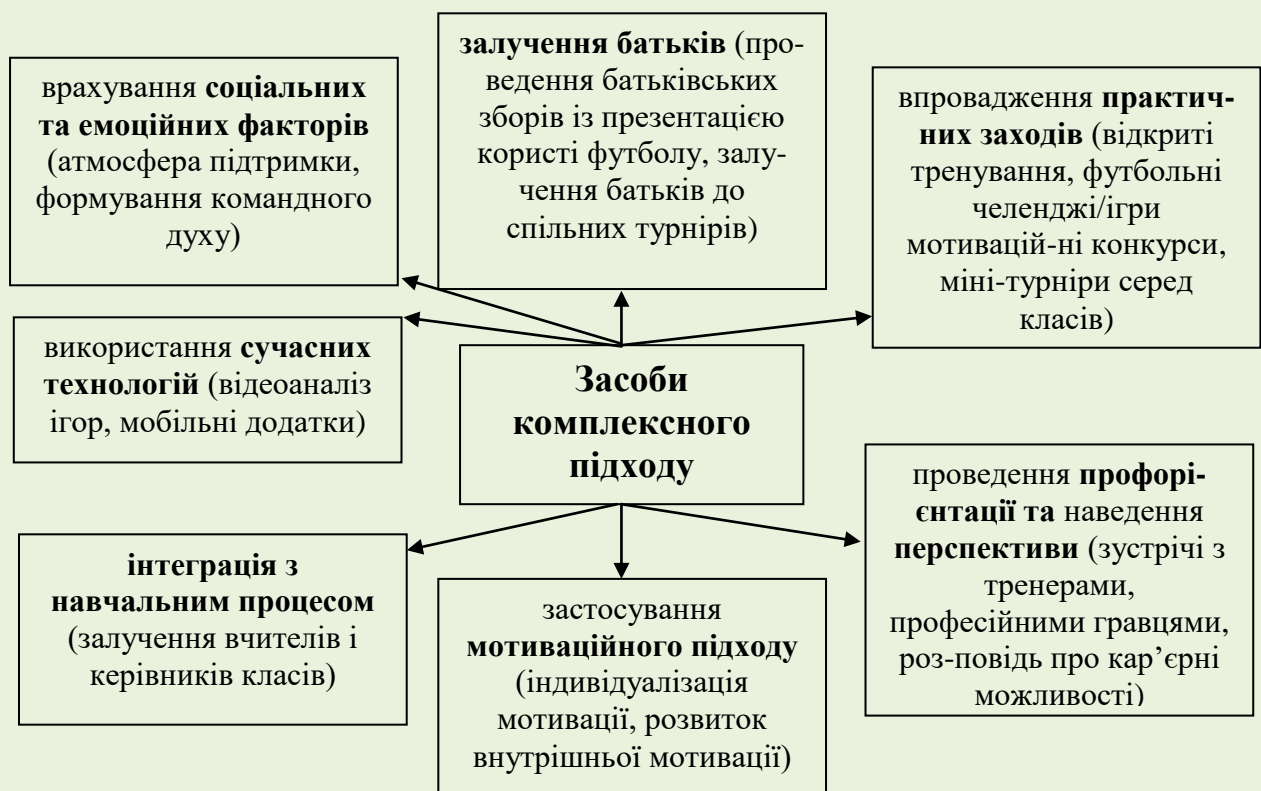 врахування соціальних
та емоційних факторів
(атмосфера підтримки,
формування командного
духу)
залучення батьків (про-
ведення батьківських
зборів із презентацією
користі футболу, залу-
чення батьків до
спільних турнірів)
впровадження практич-
них заходів (відкриті
тренування, футбольні
челенджі/ігри
мотивацій-ні конкурси,
міні-турніри серед
класів)
використання сучасних
технологій (відеоаналіз
ігор, мобільні додатки)
Засоби
комплексного
підходу
проведення профорі-
єнтації та наведення
перспективи (зустрічі з
тренерами,
професійними гравцями,
роз-повідь про кар’єрні
можливості)
інтеграція з
навчальним процесом
(залучення вчителів і
керівників класів)
застосування
мотиваційного підходу
(індивідуалізація
мотивації, розвиток
внутрішньої мотивації)